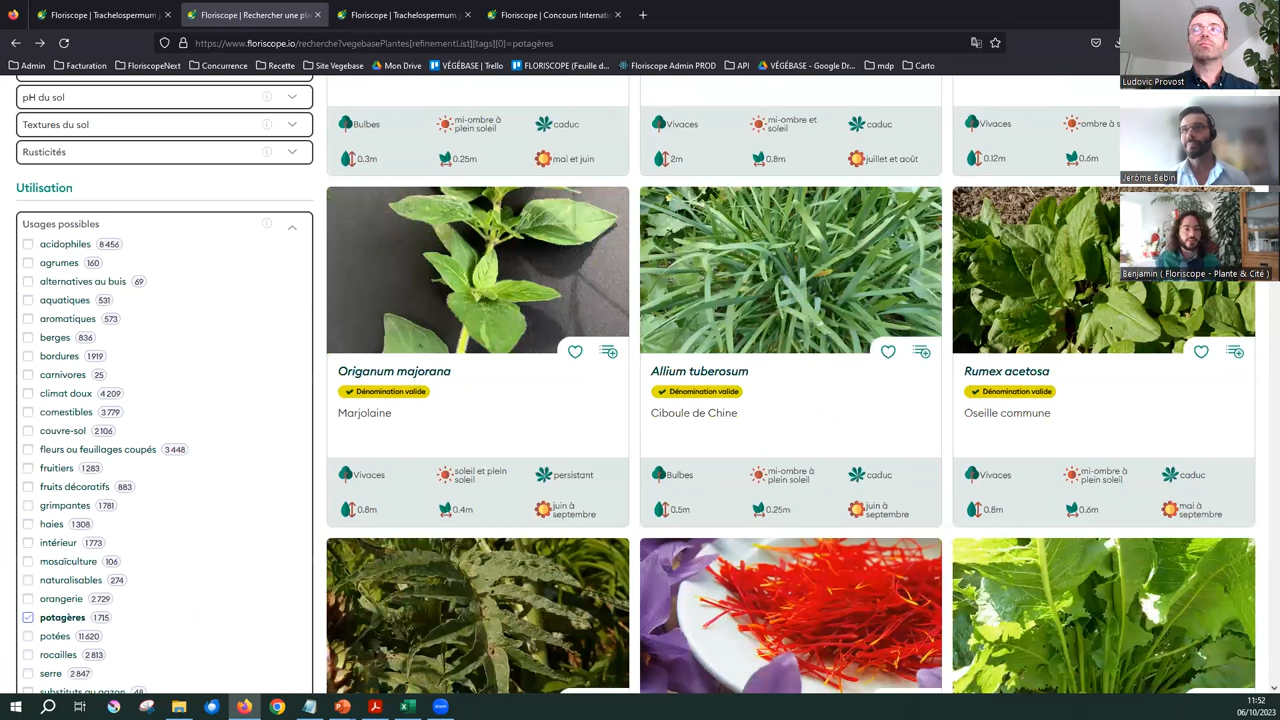 Floriscope | Trachelospermum
Floriscope | Rechercher une pla
Floriscope | Trachelospermum j
Floriscope | Concours Internatio
https://www.floriscope.io/recherche?vegebasePlantes[refinementList][tags][0]=potagères
Admin
Facturation
FloriscopeNext
Concurrence
Recette
Site Vegebase
Mon Drive
VÉGÉBASE | Trello
FLORISCOPE (Feuille d...
Floriscope Admin PROD
API
VÉGÉBASE - Google Dr...
mdp
Carto
Ludovic Provost
Jerôme Bebin
Benjamin ( Floriscope - Plante & Cité )
pH du sol
Textures du sol
Rusticités
Utilisation
Usages possibles
acidophiles 8 456
agrumes 160
alternatives au buis 69
aquatiques 531
aromatiques 573
berges 836
bordures 1 919
carnivores 25
climat doux 4 209
comestibles 3 779
couvre-sol 2 106
fleurs ou feuillages coupés 3 448
fruitiers 1 283
fruits décoratifs 883
grimpantes 1 781
haies 1 308
intérieur 1 773
mosaïculture 106
naturalisables 274
orangerie 2 729
potagères 1 715
potées 11 620
rocailles 2 813
serre 2 847
substituts au gazon 48
Bulbes
mi-ombre à plein soleil
caduc
0.3m
0.25m
mai et juin
Vivaces
mi-ombre et soleil
caduc
2m
0.8m
juillet et août
Vivaces
ombre à s
0.12m
0.6m
Origanum majorana
Dénomination valide
Marjolaine
Vivaces
soleil et plein soleil
persistant
0.8m
0.4m
juin à septembre
Allium tuberosum
Dénomination valide
Ciboule de Chine
Bulbes
mi-ombre à plein soleil
caduc
0.5m
0.25m
juin à septembre
Rumex acetosa
Dénomination valide
Oseille commune
Vivaces
mi-ombre à plein soleil
caduc
0.8m
0.6m
mai à septembre
11:52
06/10/2023